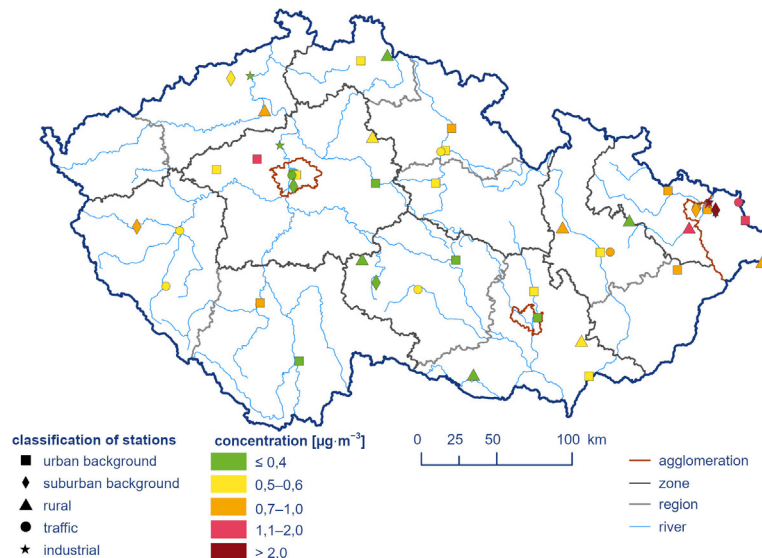 classification of stations
urban background
suburban background
rural
traffic
industrial
concentration [µg·m⁻³]
≤ 0,4
0,5–0,6
0,7–1,0
1,1–2,0
> 2,0
0 25 50 100 km
agglomeration
zone
region
river